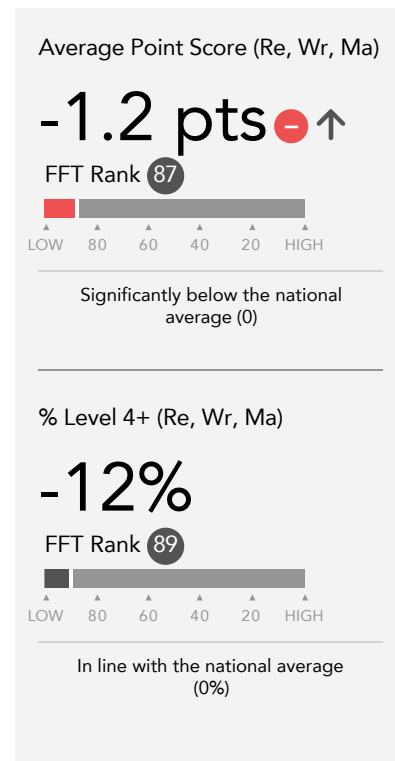 Average Point Score (Re, Wr, Ma)
-1.2 pts – ↑
FFT Rank 87
LOW 80 60 40 20 HIGH
Significantly below the national
average (0)
% Level 4+ (Re, Wr, Ma)
-12%
FFT Rank 89
LOW 80 60 40 20 HIGH
In line with the national average
(0%)